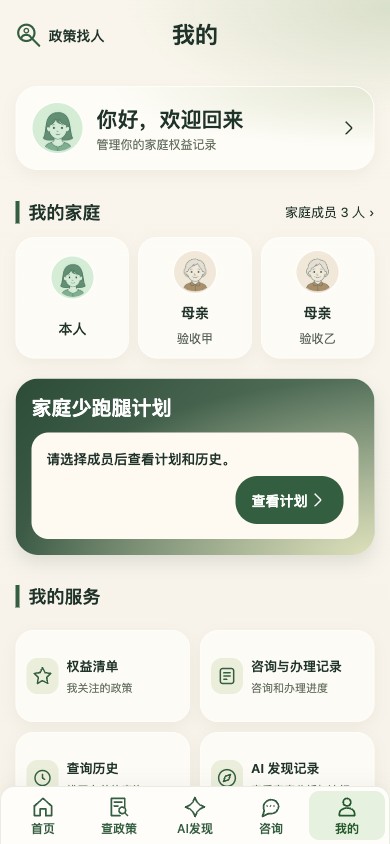 政策找人
我的
你好，欢迎回来
管理你的家庭权益记录
我的家庭
家庭成员 3 人 ›
本人
母亲
验收甲
母亲
验收乙
家庭少跑腿计划
请选择成员后查看计划和历史。
查看计划
我的服务
权益清单
我关注的政策
咨询与办理记录
咨询和办理进度
查询历史
AI 发现记录
首页
查政策
AI发现
咨询
我的